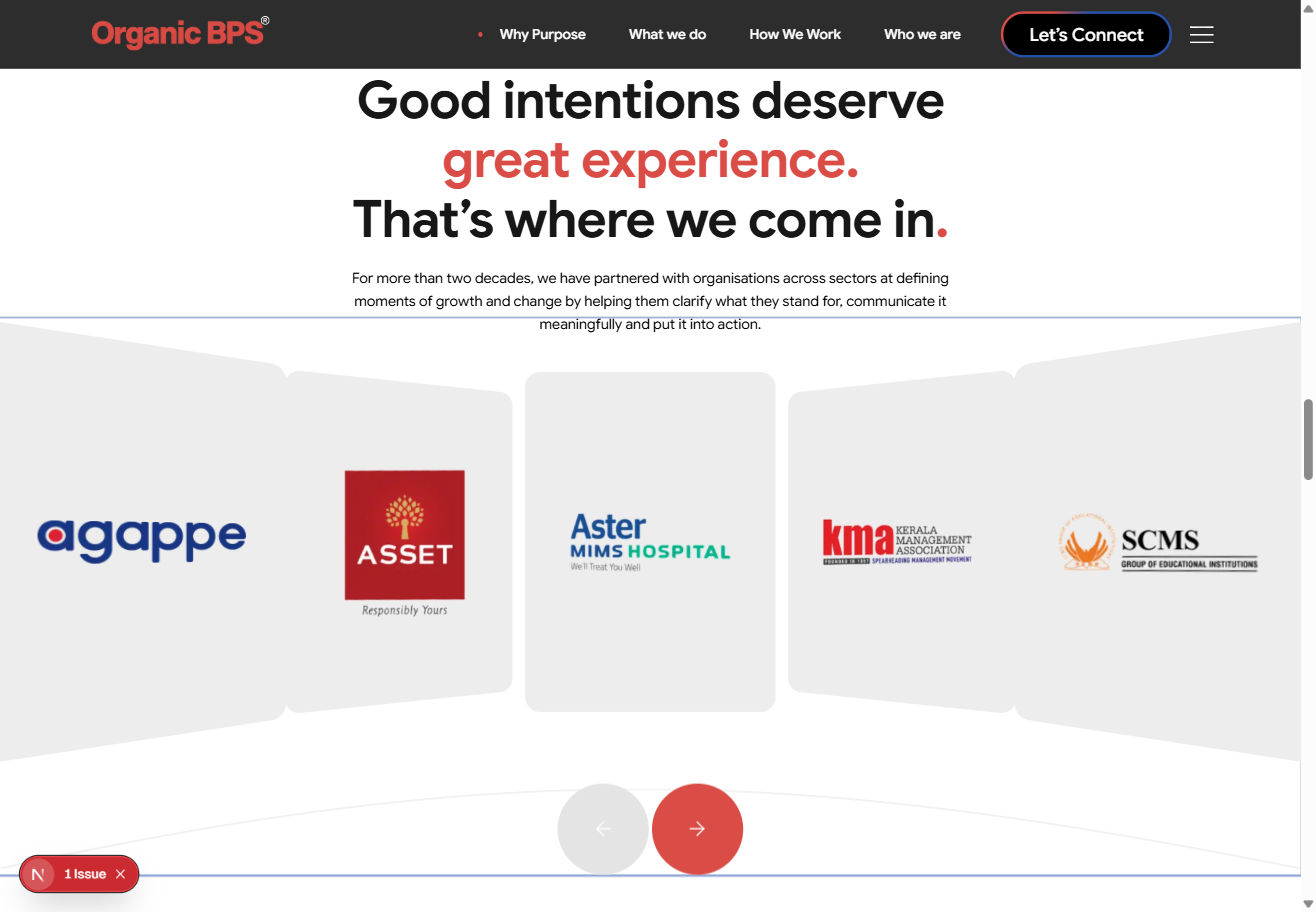 Organic BPS®
Why Purpose
What we do
How We Work
Who we are
Let's Connect
Good intentions deserve
great experience.
That's where we come in.
For more than two decades, we have partnered with organisations across sectors at defining
moments of growth and change by helping them clarify what they stand for, communicate it
meaningfully and put it into action.
agappe
ASSET
Responsibly Yours
Aster
MIMS HOSPITAL
We'll Treat You Well
kma
KERALA
MANAGEMENT
ASSOCIATION
FOUNDED IN 1957 SPEARHEADING MANAGEMENT MOVEMENT
SCMS
GROUP OF EDUCATIONAL INSTITUTIONS
N
1 Issue